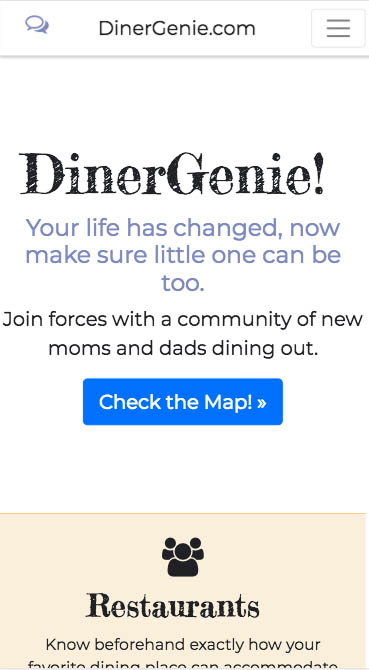 DinerGenie.com
DinerGenie!
Your life has changed, now
make sure little one can be
too.
Join forces with a community of new
moms and dads dining out.
Check the Map! »
Restaurants
Know beforehand exactly how your
favorite dining place can accommodate